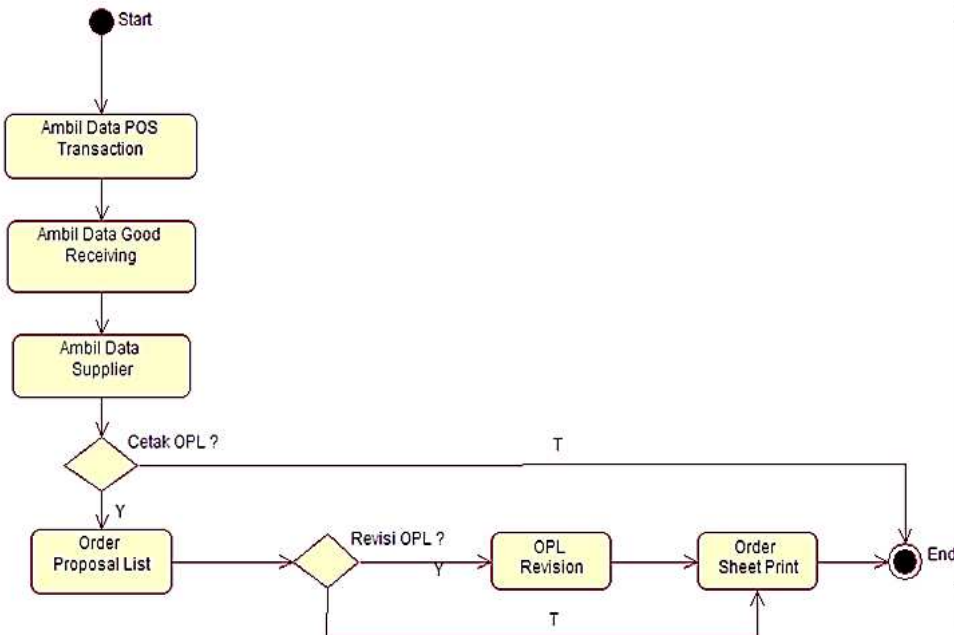 Start
Ambil Data POS
Transaction
Ambil Data Good
Receiving
Ambil Data
Supplier
Cetak OPL ?
T
Y
Order
Proposal List
Revisi OPL ?
Y
OPL
Revision
Order
Sheet Print
End
T